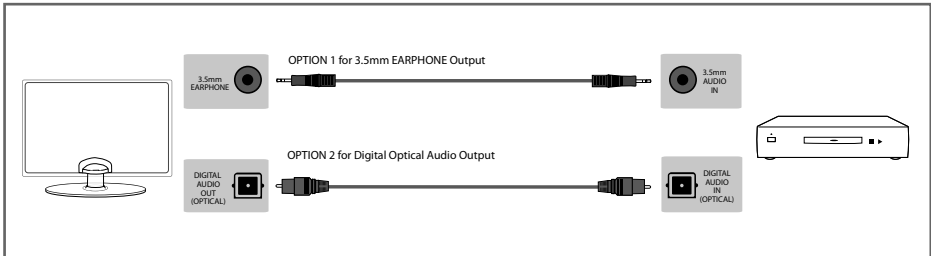 OPTION 1 for 3.5mm EARPHONE Output
3.5mm
EARPHONE
3.5mm
AUDIO
IN
OPTION 2 for Digital Optical Audio Output
DIGITAL
AUDIO
OUT
(OPTICAL)
DIGITAL
AUDIO
IN
(OPTICAL)